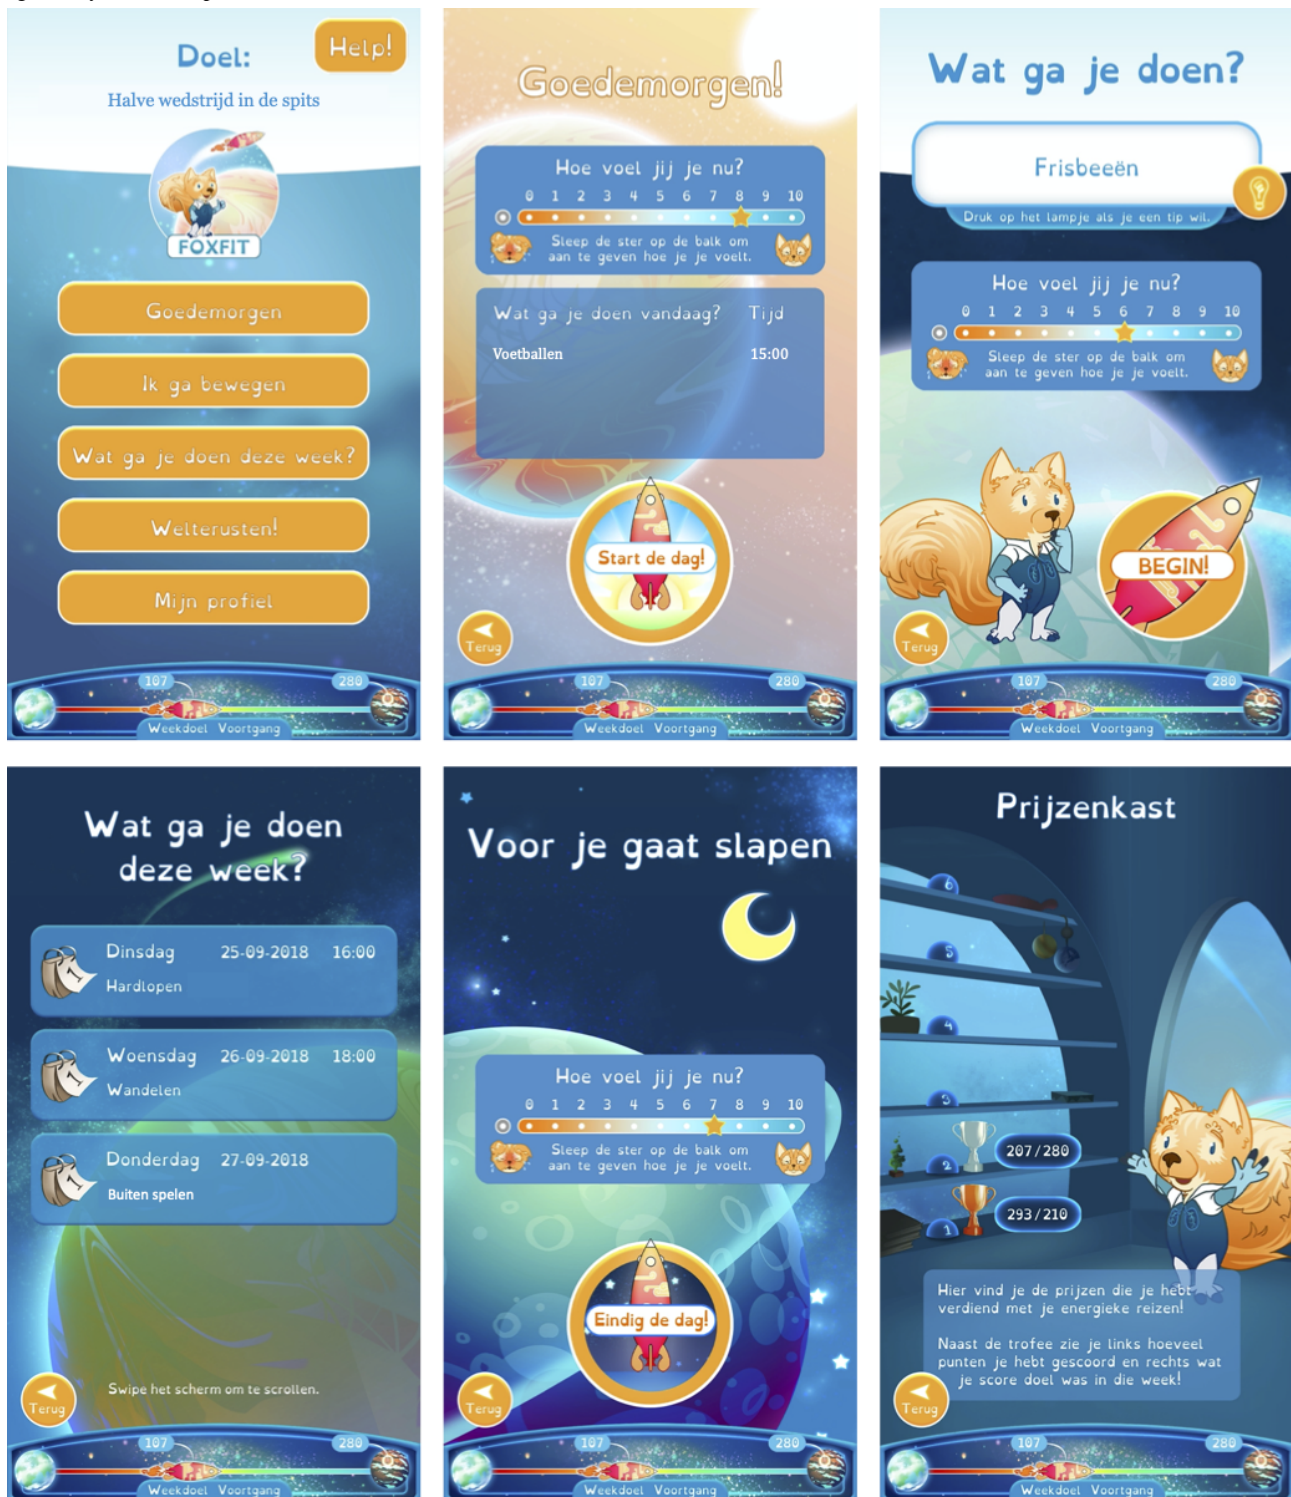 Doel:
Help!
Halve wedstrijd in de spits
FOXFIT
Goedemorgen
Ik ga bewegen
Wat ga je doen deze week?
Welterusten!
Mijn profiel
107
280
Weekdoel Voortgang
Goedemorgen!
Hoe voel jij je nu?
0 1 2 3 4 5 6 7 8 9 10
Sleep de ster op de balk om
aan te geven hoe je je voelt.
Wat ga je doen vandaag? Tijd
Voetballen 15:00
Start de dag!
Terug
107
280
Weekdoel Voortgang
Wat ga je doen?
Frisbeeën
Druk op het lampje als je een tip wil.
Hoe voel jij je nu?
0 1 2 3 4 5 6 7 8 9 10
Sleep de ster op de balk om
aan te geven hoe je je voelt.
BEGIN!
Terug
107
280
Weekdoel Voortgang
Wat ga je doen
deze week?
1
Dinsdag 25-09-2018 16:00
Hardlopen
1
Woensdag 26-09-2018 18:00
Wandelen
1
Donderdag 27-09-2018
Buiten spelen
Swipe het scherm om te scrollen.
Terug
107
280
Weekdoel Voortgang
Voor je gaat slapen
Hoe voel jij je nu?
0 1 2 3 4 5 6 7 8 9 10
Sleep de ster op de balk om
aan te geven hoe je je voelt.
Eindig de dag!
Terug
107
280
Weekdoel Voortgang
Prijzenkast
6
5
4
3
2
207/280
1
293/210
Hier vind je de prijzen die je hebt
verdiend met je energieke reizen!
Naast de trofee zie je links hoeveel
punten je hebt gescoord en rechts wat
je score doel was in die week!
Terug
107
280
Weekdoel Voortgang